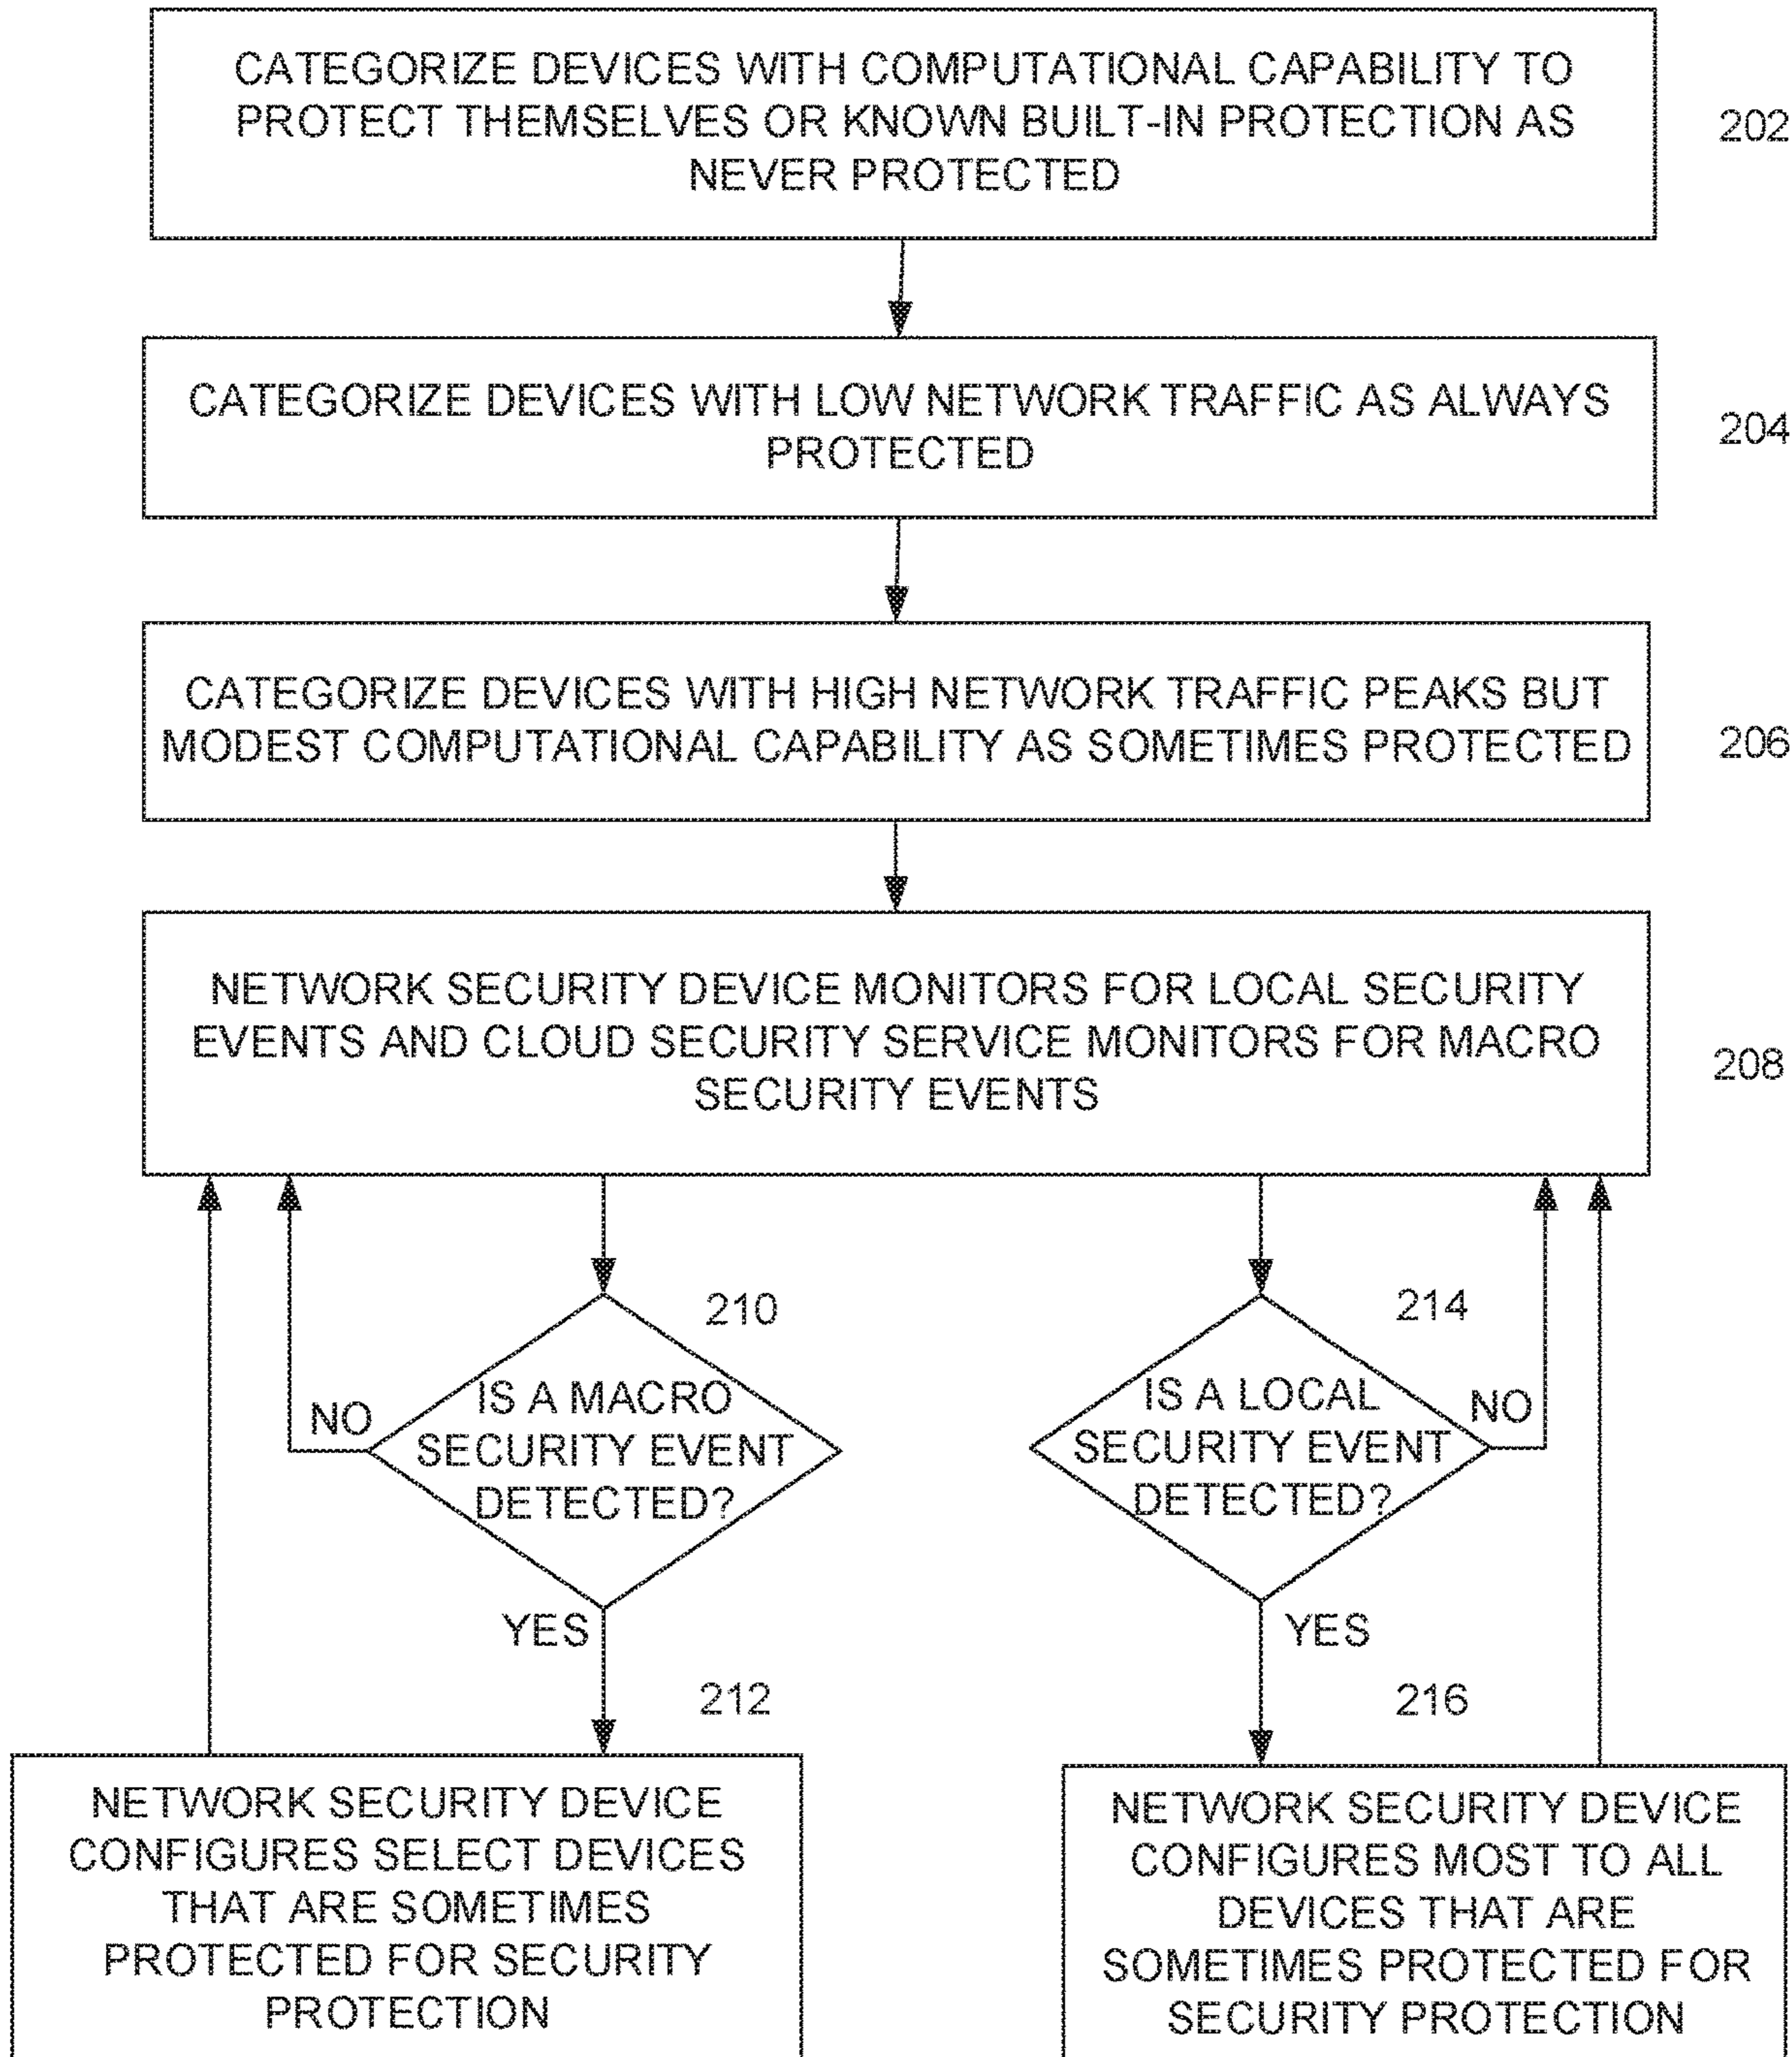 CATEGORIZE DEVICES WITH COMPUTATIONAL CAPABILITY TO
PROTECT THEMSELVES OR KNOWN BUILT-IN PROTECTION AS
NEVER PROTECTED
202
CATEGORIZE DEVICES WITH LOW NETWORK TRAFFIC AS ALWAYS
PROTECTED
204
CATEGORIZE DEVICES WITH HIGH NETWORK TRAFFIC PEAKS BUT
MODEST COMPUTATIONAL CAPABILITY AS SOMETIMES PROTECTED
206
NETWORK SECURITY DEVICE MONITORS FOR LOCAL SECURITY
EVENTS AND CLOUD SECURITY SERVICE MONITORS FOR MACRO
SECURITY EVENTS
208
210
NO
IS A MACRO
SECURITY EVENT
DETECTED?
YES
212
NETWORK SECURITY DEVICE
CONFIGURES SELECT DEVICES
THAT ARE SOMETIMES
PROTECTED FOR SECURITY
PROTECTION
214
IS A LOCAL
SECURITY EVENT
DETECTED?
NO
YES
216
NETWORK SECURITY DEVICE
CONFIGURES MOST TO ALL
DEVICES THAT ARE
SOMETIMES PROTECTED FOR
SECURITY PROTECTION